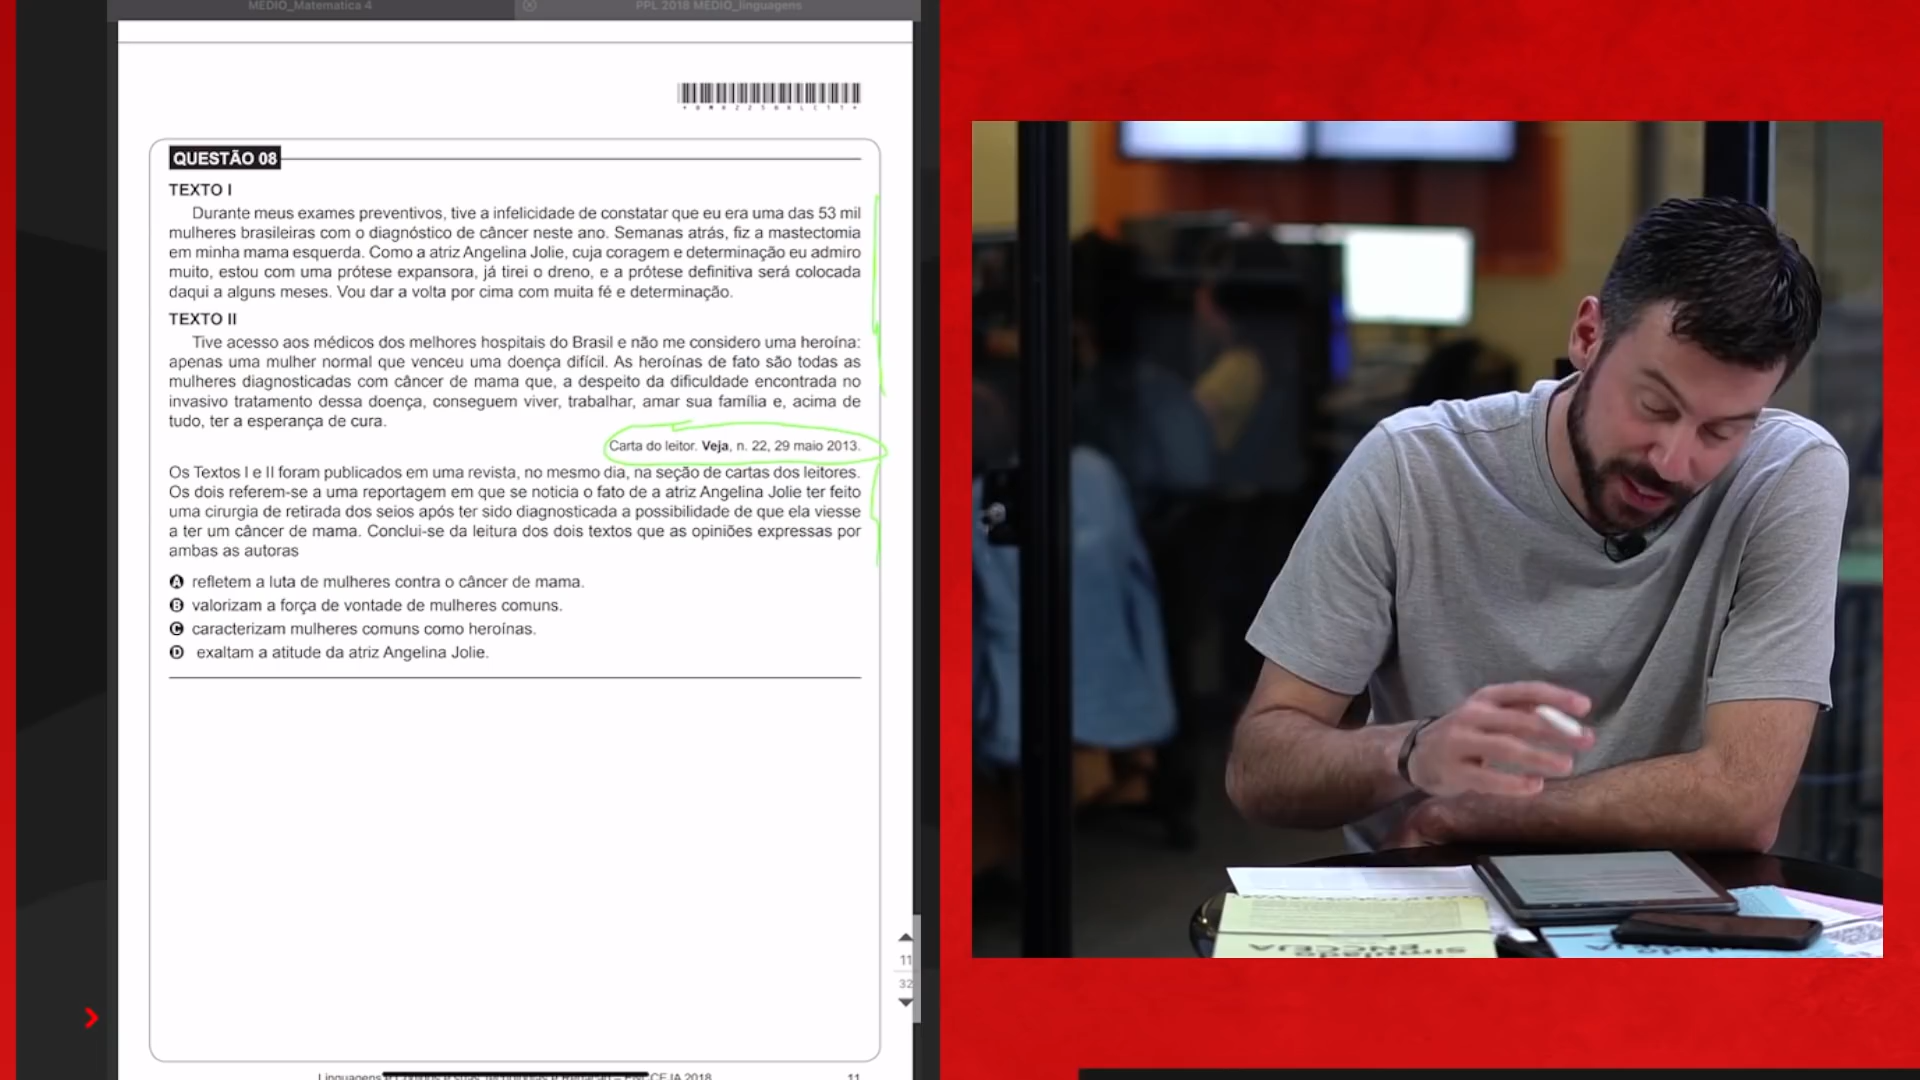 MEDIO_Matematica 4
PPL 2018 MEDIO_linguagens
QUESTÃO 08
TEXTO I
Durante meus exames preventivos, tive a infelicidade de constatar que eu era uma das 53 mil
mulheres brasileiras com o diagnóstico de câncer neste ano. Semanas atrás, fiz a mastectomia
em minha mama esquerda. Como a atriz Angelina Jolie, cuja coragem e determinação eu admiro
muito, estou com uma prótese expansora, já tirei o dreno, e a prótese definitiva será colocada
daqui a alguns meses. Vou dar a volta por cima com muita fé e determinação.
TEXTO II
Tive acesso aos médicos dos melhores hospitais do Brasil e não me considero uma heroína:
apenas uma mulher normal que venceu uma doença difícil. As heroínas de fato são todas as
mulheres diagnosticadas com câncer de mama que, a despeito da dificuldade encontrada no
invasivo tratamento dessa doença, conseguem viver, trabalhar, amar sua família e, acima de
tudo, ter a esperança de cura.
Carta do leitor. Veja, n. 22, 29 maio 2013.
Os Textos I e II foram publicados em uma revista, no mesmo dia, na seção de cartas dos leitores.
Os dois referem-se a uma reportagem em que se noticia o fato de a atriz Angelina Jolie ter feito
uma cirurgia de retirada dos seios após ter sido diagnosticada a possibilidade de que ela viesse
a ter um câncer de mama. Conclui-se da leitura dos dois textos que as opiniões expressas por
ambas as autoras
A refletem a luta de mulheres contra o câncer de mama.
B valorizam a força de vontade de mulheres comuns.
C caracterizam mulheres comuns como heroínas.
D exaltam a atitude da atriz Angelina Jolie.
11
32
Linguagens 2018
11
simulado
ENCCEJA